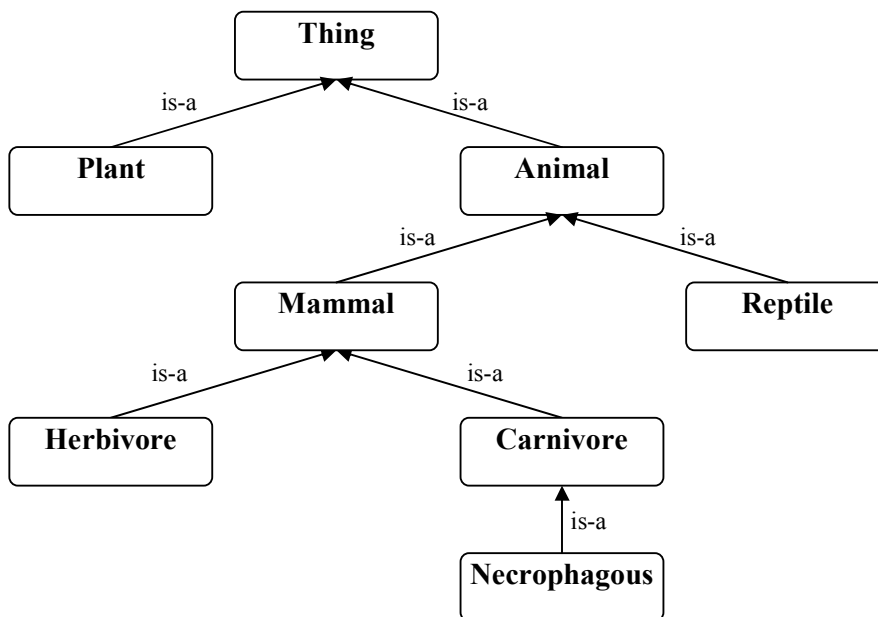 Thing
is-a
is-a
Plant
Animal
is-a
is-a
Mammal
Reptile
is-a
is-a
Herbivore
Carnivore
is-a
Necrophagous